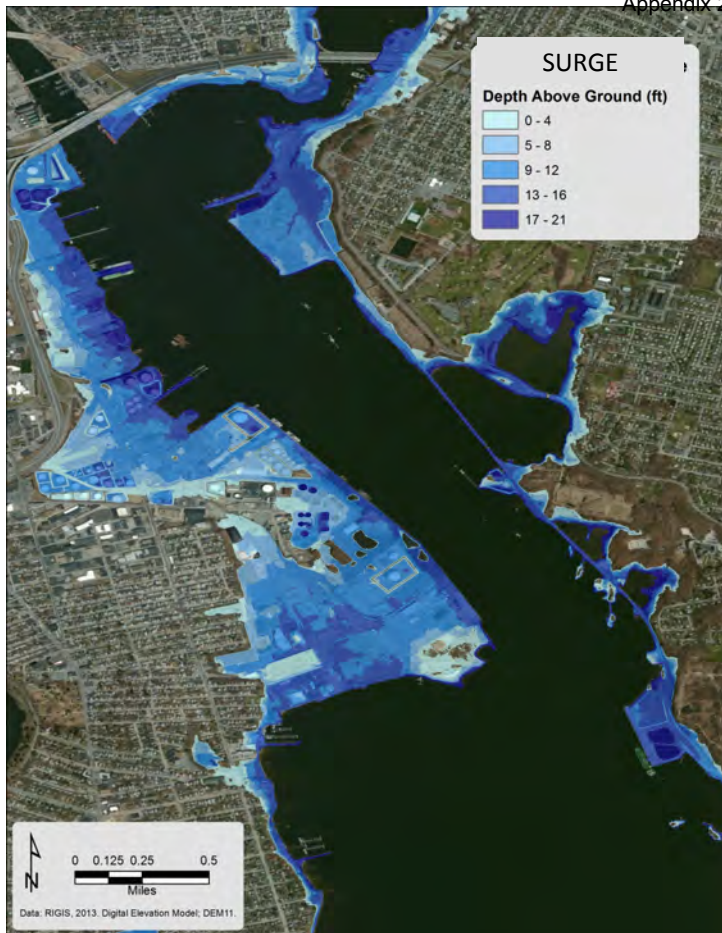 Appendix 2
SURGE
Depth Above Ground (ft)
0 - 4
5 - 8
9 - 12
13 - 16
17 - 21
N
0 0.125 0.25 0.5
Miles
Data: RIGIS, 2013. Digital Elevation Model; DEM11.